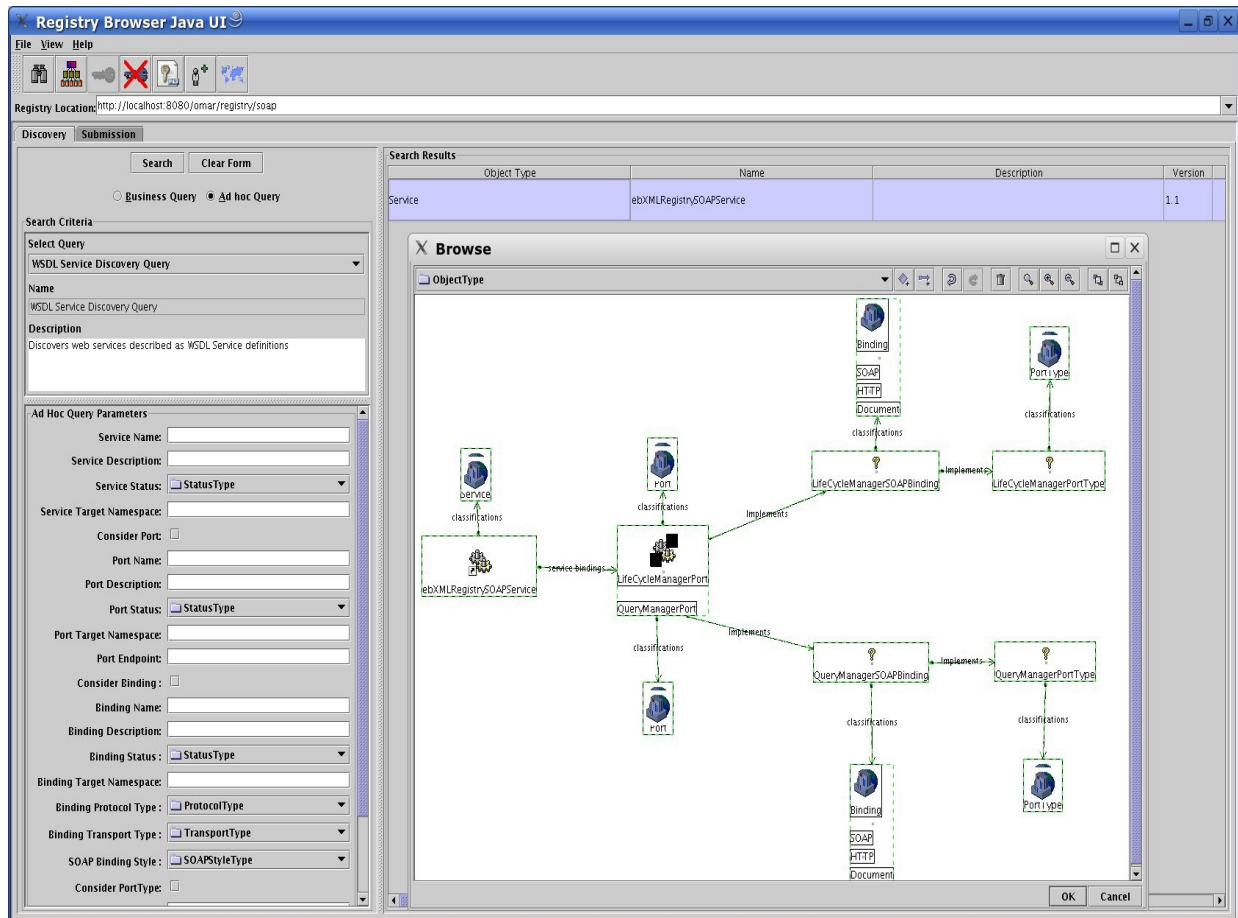 Registry Browser Java UI
File View Help
Registry Location: http://localhost:8080/omar/registry/soap
Discovery Submission
Search Clear Form
Business Query Ad hoc Query
Search Criteria
Select Query
WSDL Service Discovery Query
Name
WSDL Service Discovery Query
Description
Discovers web services described as WSDL Service definitions
Ad Hoc Query Parameters
Service Name:
Service Description:
Service Status: StatusType
Service Target Namespace:
Consider Port:
Port Name:
Port Description:
Port Status: StatusType
Port Target Namespace:
Port Endpoint:
Consider Binding :
Binding Name:
Binding Description:
Binding Status : StatusType
Binding Target Namespace:
Binding Protocol Type : ProtocolType
Binding Transport Type : TransportType
SOAP Binding Style : SOAPStyleType
Consider PortType:
Search Results
Object Type Name Description Version
Service ebXMLRegistrySOAPService 1.1
Browse
ObjectType
Binding
SOAP
HTTP
Document
classifications
PortType
classifications
LifeCycleManagerSOAPBinding
Implements
LifeCycleManagerPortType
Service
classifications
ebXMLRegistrySOAPService
service bindings
Port
classifications
Implements
LifeCycleManagerPort
QueryManagerPort
classifications
Port
Implements
QueryManagerSOAPBinding
Implements
QueryManagerPortType
classifications
classifications
Binding
SOAP
HTTP
Document
PortType
OK Cancel